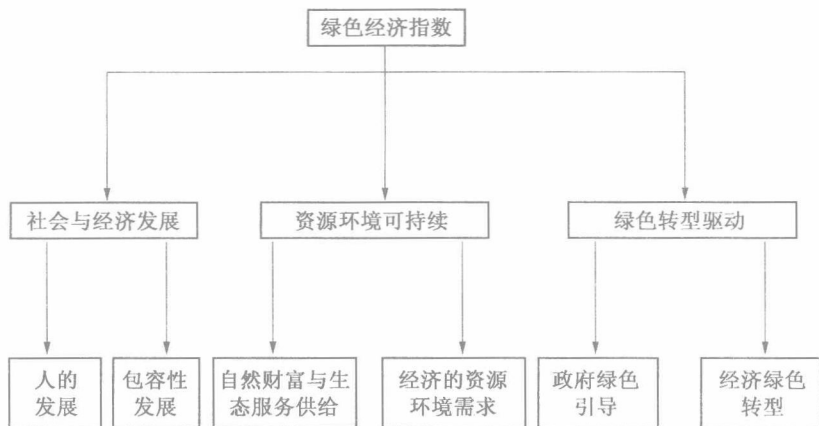 绿色经济指数
社会与经济发展
资源环境可持续
绿色转型驱动
人的
发展
包容性
发展
自然财富与生
态服务供给
经济的资源
环境需求
政府绿色
引导
经济绿色
转型